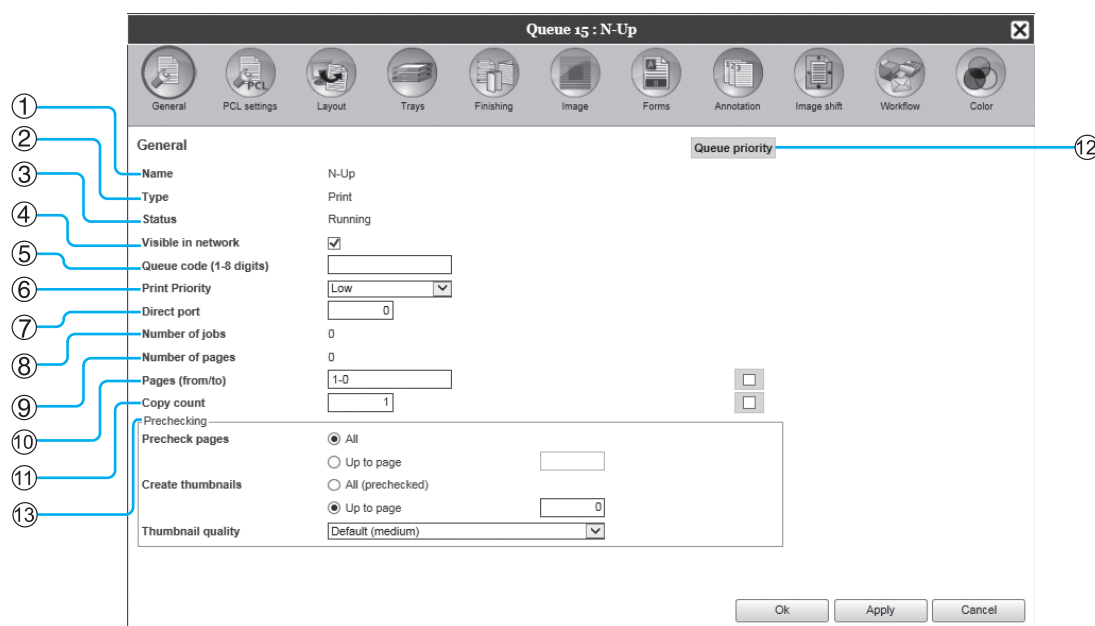 Queue 15 : N-Up
General PCL settings Layout Trays Finishing Image Forms Annotation Image shift Workflow Color
① 
② General Queue priority ⑫
③ Name N-Up
Type Print
④ Status Running
Visible in network
⑤ Queue code (1-8 digits)
⑥ Print Priority Low
⑦ Direct port 0
⑧ Number of jobs 0
⑨ Number of pages 0
⑩ Pages (from/to) 1-0
⑪ Copy count 1
⑬ Prechecking
Precheck pages All
Up to page
Create thumbnails All (prechecked)
Up to page 0
Thumbnail quality Default (medium)
Ok Apply Cancel